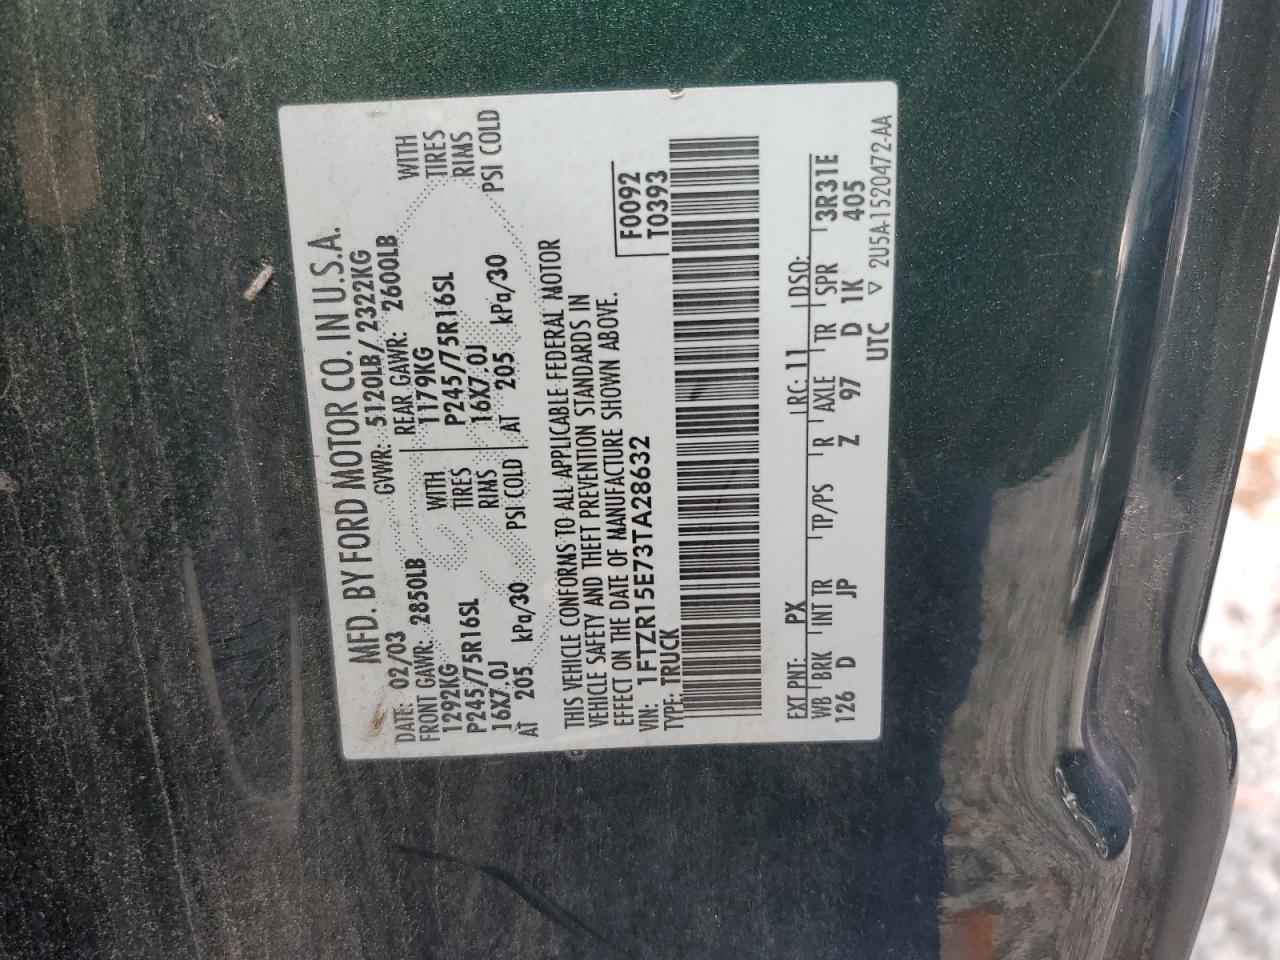 MFD. BY FORD MOTOR CO. IN U.S.A.
DATE: 02/03 GVWR: 5120LB/ 2322KG
FRONT GAWR: 2850LB REAR GAWR: 2600LB
1292KG WITH 1179KG WITH
P245/75R16SL TIRES P245/75R16SL TIRES
16X7.0J RIMS 16X7.0J RIMS
AT 205 kPa/30 PSI COLD AT 205 kPa/30 PSI COLD
THIS VEHICLE CONFORMS TO ALL APPLICABLE FEDERAL MOTOR
VEHICLE SAFETY AND THEFT PREVENTION STANDARDS IN
EFFECT ON THE DATE OF MANUFACTURE SHOWN ABOVE.
VIN: 1FTZR15E73TA28632 F0092
TYPE: TRUCK T0393
EXT PNT: PX RC: 11 DSO:
WB BRK INT TR TP/PS R AXLE TR SPR 3R31E
126 D JP Z 97 D 1K 405
UTC ▽ 2U5A-1520472-AA